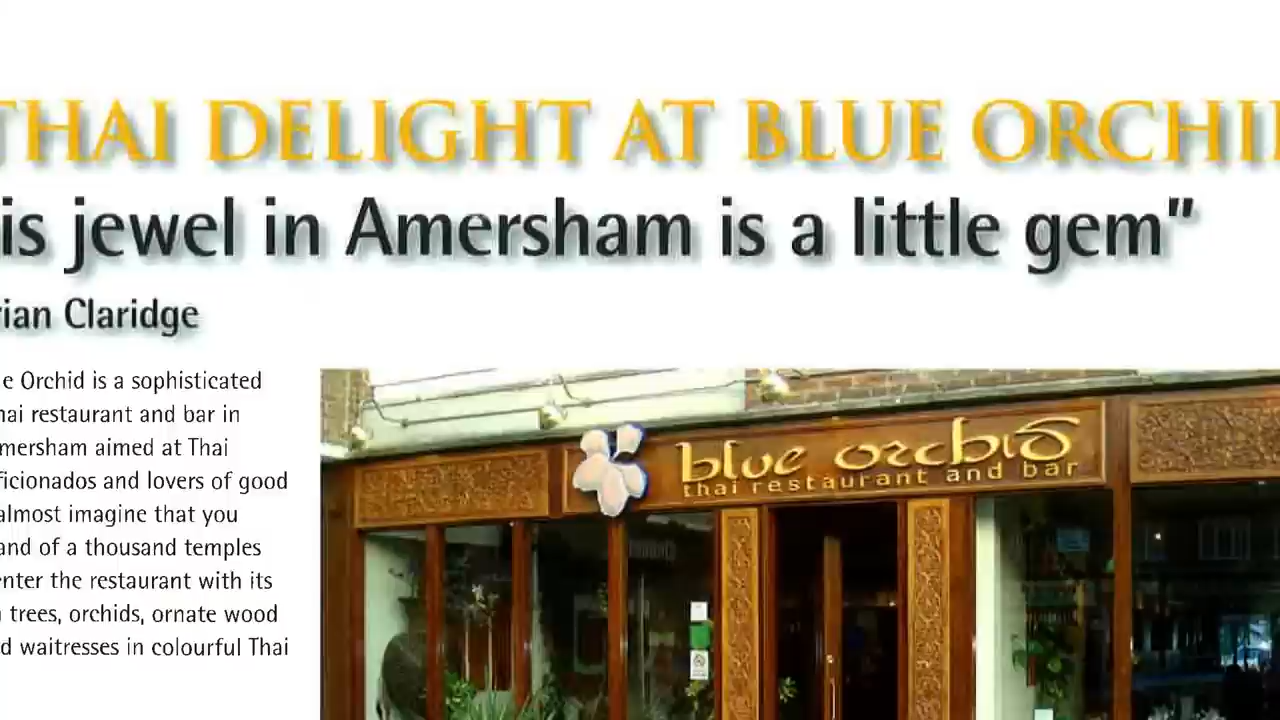 THAI DELIGHT AT BLUE ORCHI
is jewel in Amersham is a little gem"
rian Claridge
e Orchid is a sophisticated
hai restaurant and bar in
mersham aimed at Thai
ficionados and lovers of good
almost imagine that you
and of a thousand temples
enter the restaurant with its
trees, orchids, ornate wood
d waitresses in colourful Thai
blue orchid
thai restaurant and bar